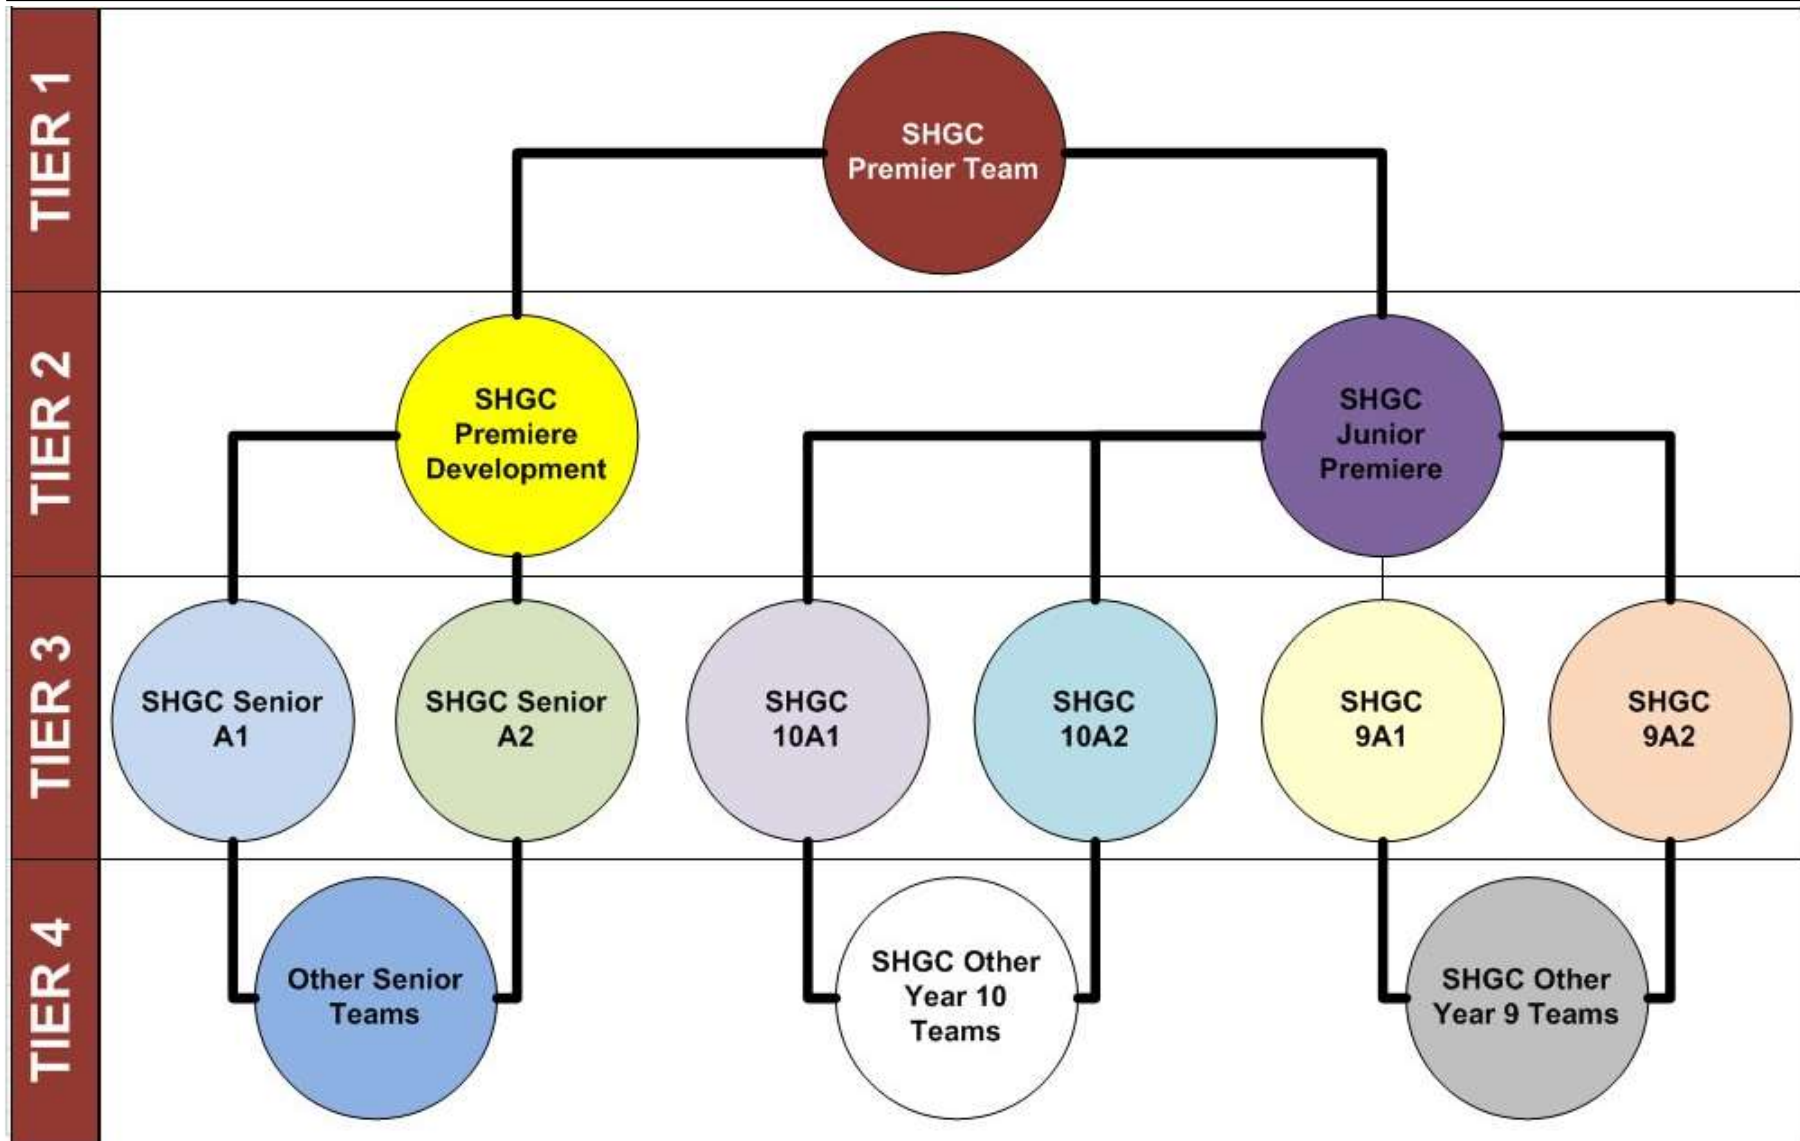 TIER 1
SHGC
Premier Team
TIER 2
SHGC
Premiere
Development
SHGC
Junior
Premiere
TIER 3
SHGC Senior
A1
SHGC Senior
A2
SHGC
10A1
SHGC
10A2
SHGC
9A1
SHGC
9A2
TIER 4
Other Senior
Teams
SHGC Other
Year 10
Teams
SHGC Other
Year 9 Teams